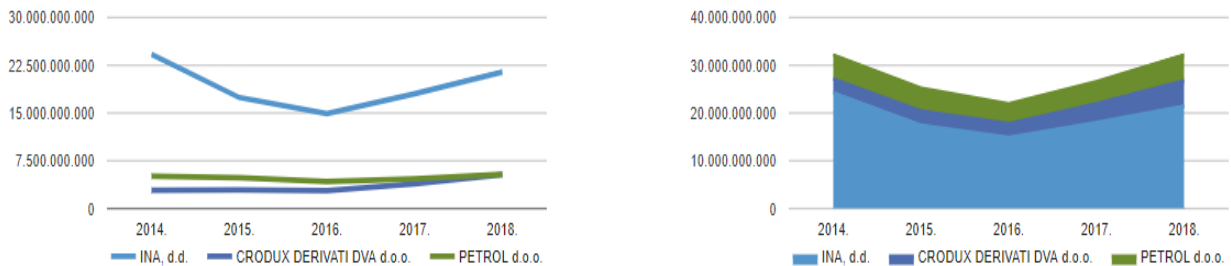 30.000.000.000
22.500.000.000
15.000.000.000
7.500.000.000
0
2014. 2015. 2016. 2017. 2018.
INA, d.d. CRODUX DERIVATI DVA d.o.o. PETROL d.o.o.
40.000.000.000
30.000.000.000
20.000.000.000
10.000.000.000
0
2014. 2015. 2016. 2017. 2018.
INA, d.d. CRODUX DERIVATI DVA d.o.o. PETROL d.o.o.